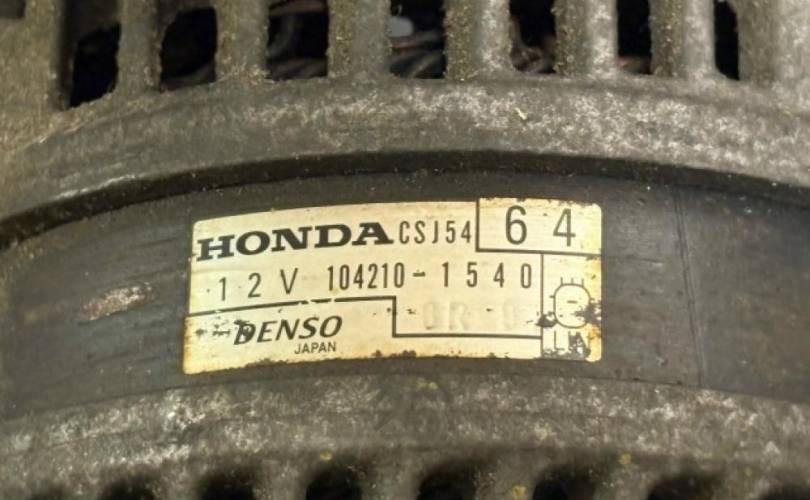 HONDA CSJ54 64
12V 104210-1540
DENSO
JAPAN